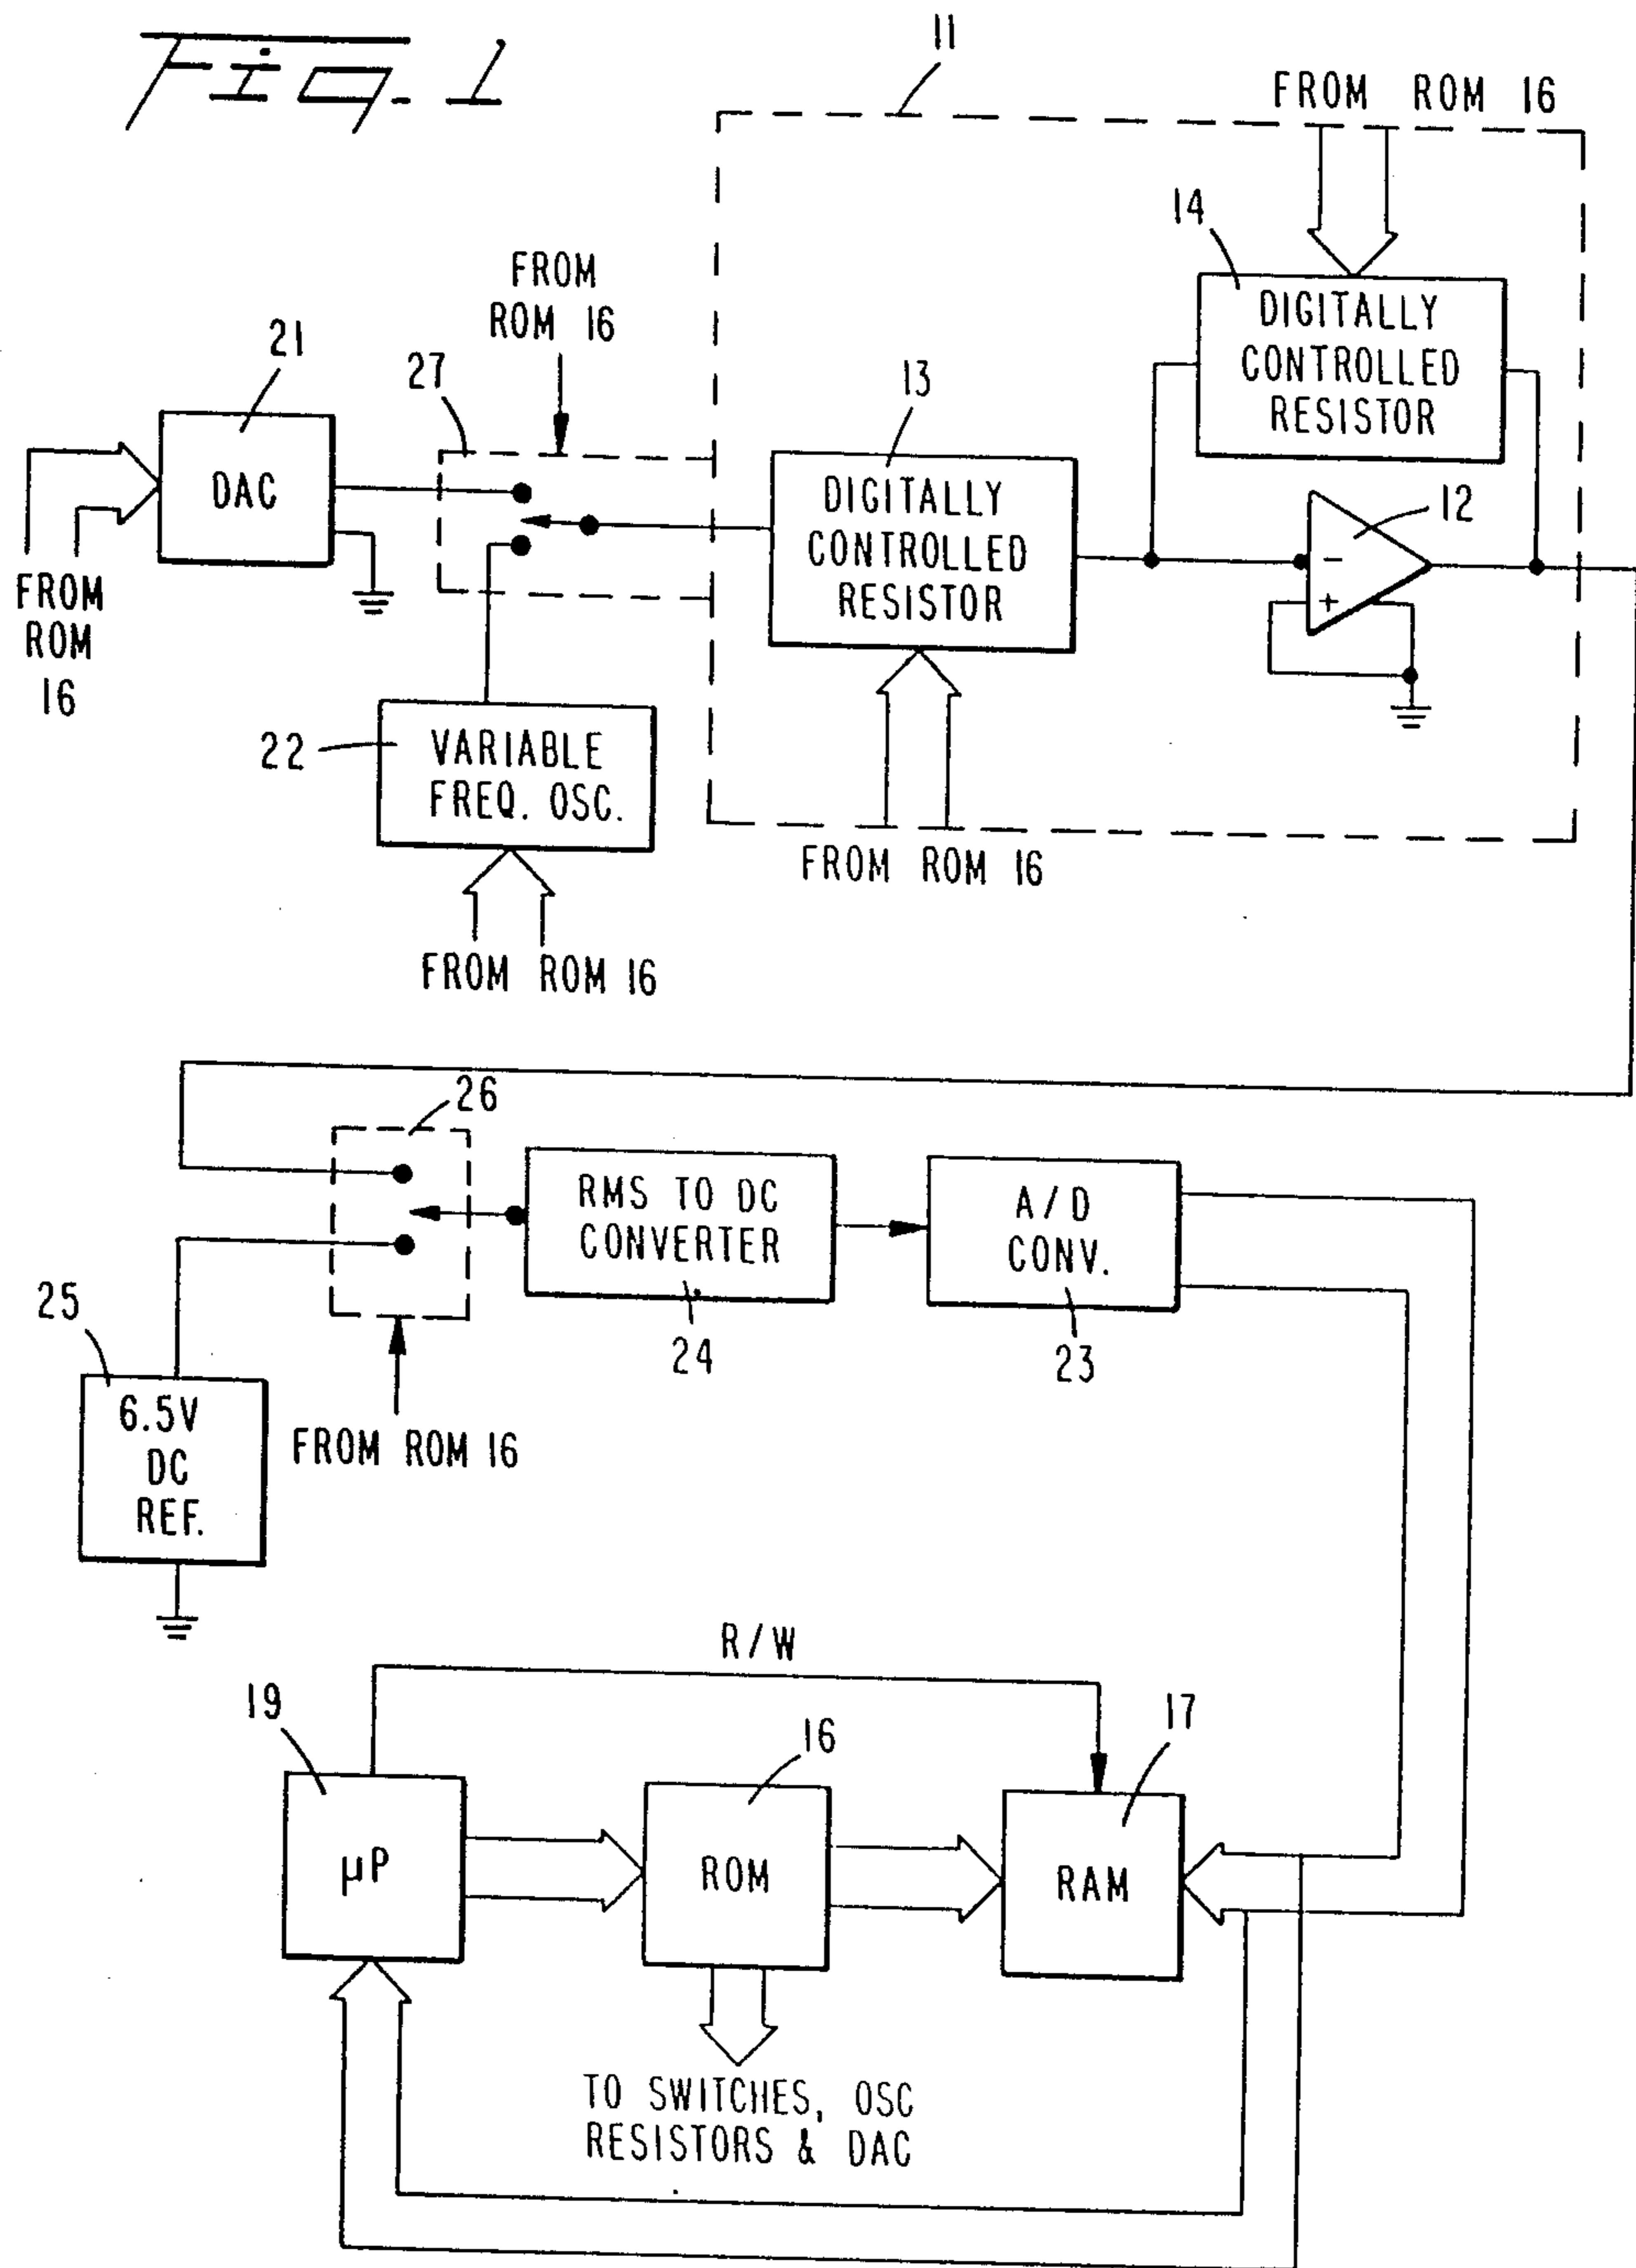 Fig. 1
11
FROM ROM 16
14
DIGITALLY
CONTROLLED
RESISTOR
FROM
ROM 16
21
27
13
DAC
DIGITALLY
CONTROLLED
RESISTOR
12
-
+
FROM
ROM
16
22
VARIABLE
FREQ. OSC.
FROM ROM 16
FROM ROM 16
26
RMS TO DC
CONVERTER
A/D
CONV.
25
24
23
6.5V
DC
REF.
FROM ROM 16
R/W
19
16
17
µP
ROM
RAM
TO SWITCHES, OSC
RESISTORS & DAC